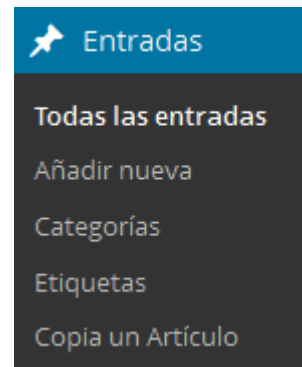 Entradas
Todas las entradas
Añadir nueva
Categorías
Etiquetas
Copia un Artículo